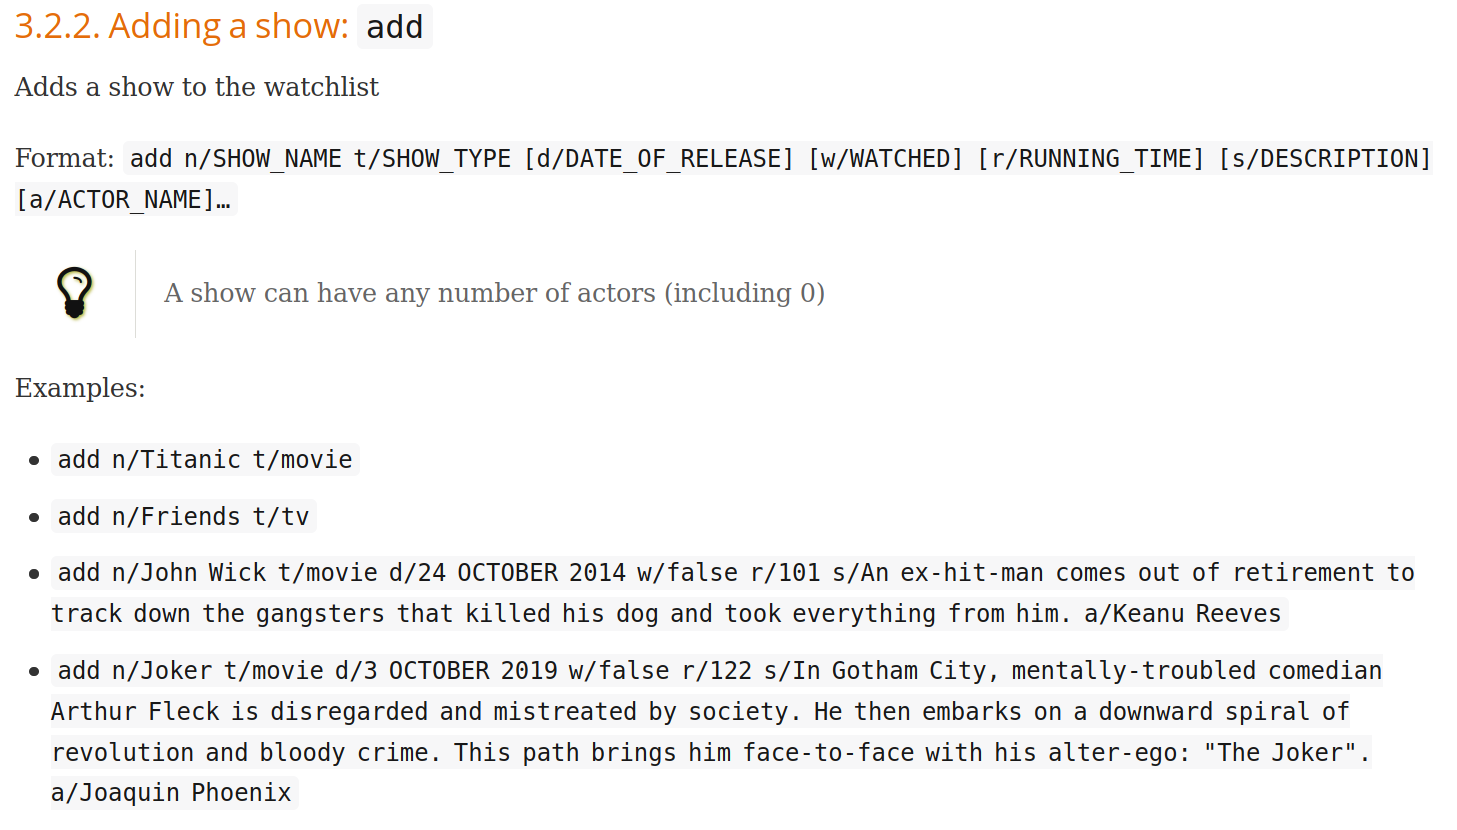 3.2.2. Adding a show: add
Adds a show to the watchlist
Format: add n/SHOW_NAME t/SHOW_TYPE [d/DATE_OF_RELEASE] [w/WATCHED] [r/RUNNING_TIME] [s/DESCRIPTION]
[a/ACTOR_NAME]…
A show can have any number of actors (including 0)
Examples:
• add n/Titanic t/movie
• add n/Friends t/tv
• add n/John Wick t/movie d/24 OCTOBER 2014 w/false r/101 s/An ex-hit-man comes out of retirement to
track down the gangsters that killed his dog and took everything from him. a/Keanu Reeves
• add n/Joker t/movie d/3 OCTOBER 2019 w/false r/122 s/In Gotham City, mentally-troubled comedian
Arthur Fleck is disregarded and mistreated by society. He then embarks on a downward spiral of
revolution and bloody crime. This path brings him face-to-face with his alter-ego: "The Joker".
a/Joaquin Phoenix